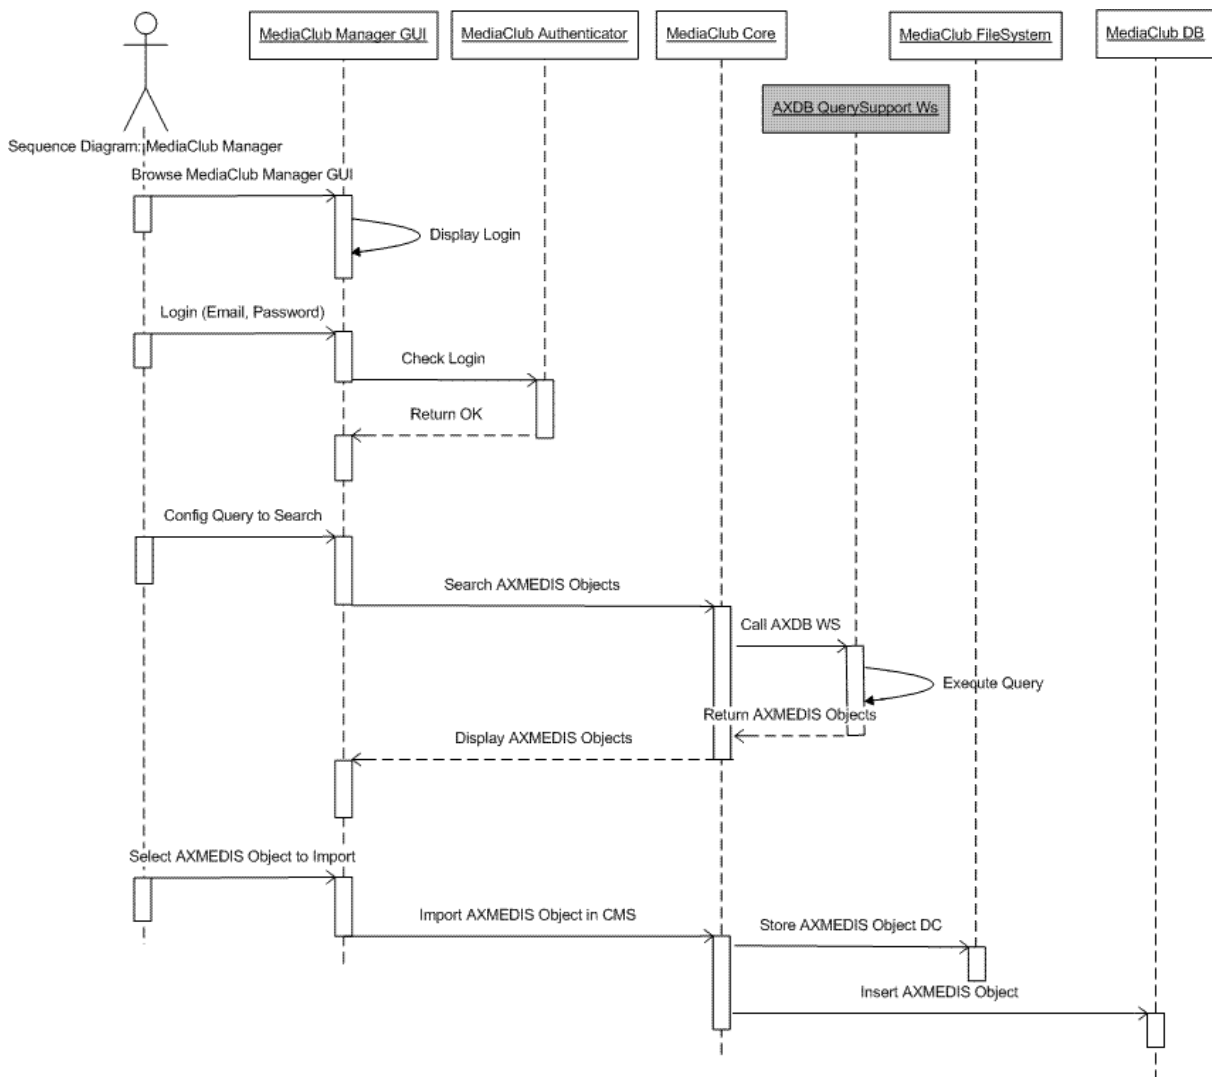 MediaClub Manager GUI
MediaClub Authenticator
MediaClub Core
MediaClub FileSystem
MediaClub DB
AXDB QuerySupport Ws
Sequence Diagram::MediaClub Manager
Browse MediaClub Manager GUI
Display Login
Login (Email, Password)
Check Login
Return OK
Config Query to Search
Search AXMEDIS Objects
Call AXDB WS
Execute Query
Return AXMEDIS Objects
Display AXMEDIS Objects
Select AXMEDIS Object to Import
Import AXMEDIS Object in CMS
Store AXMEDIS Object DC
Insert AXMEDIS Object